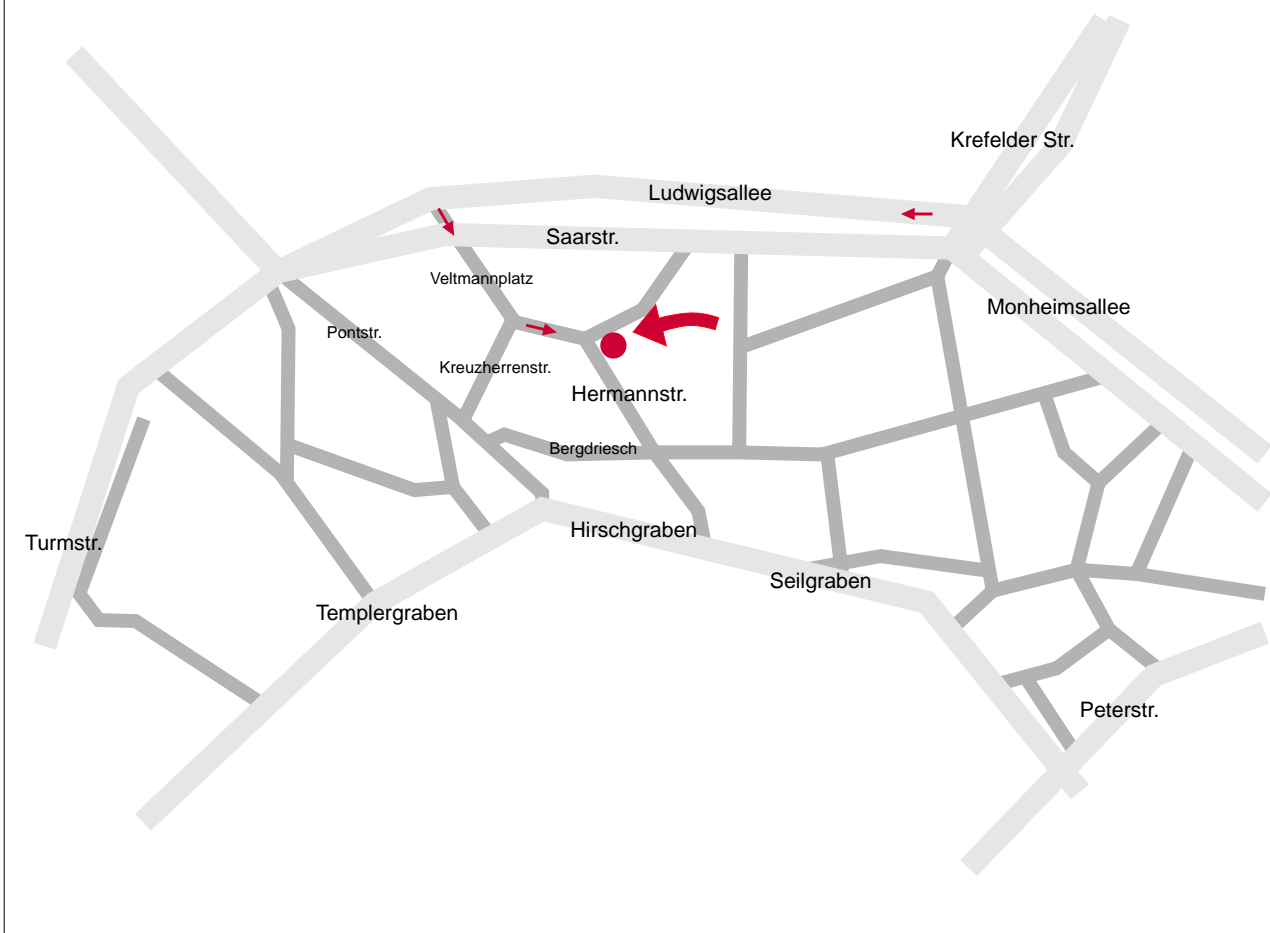 Krefelder Str.
Ludwigsallee
Saarstr.
Veltmannplatz
Monheimsallee
Pontstr.
Kreuzherrenstr.
Hermannstr.
Bergdriesch
Hirschgraben
Turmstr.
Seilgraben
Templergraben
Peterstr.